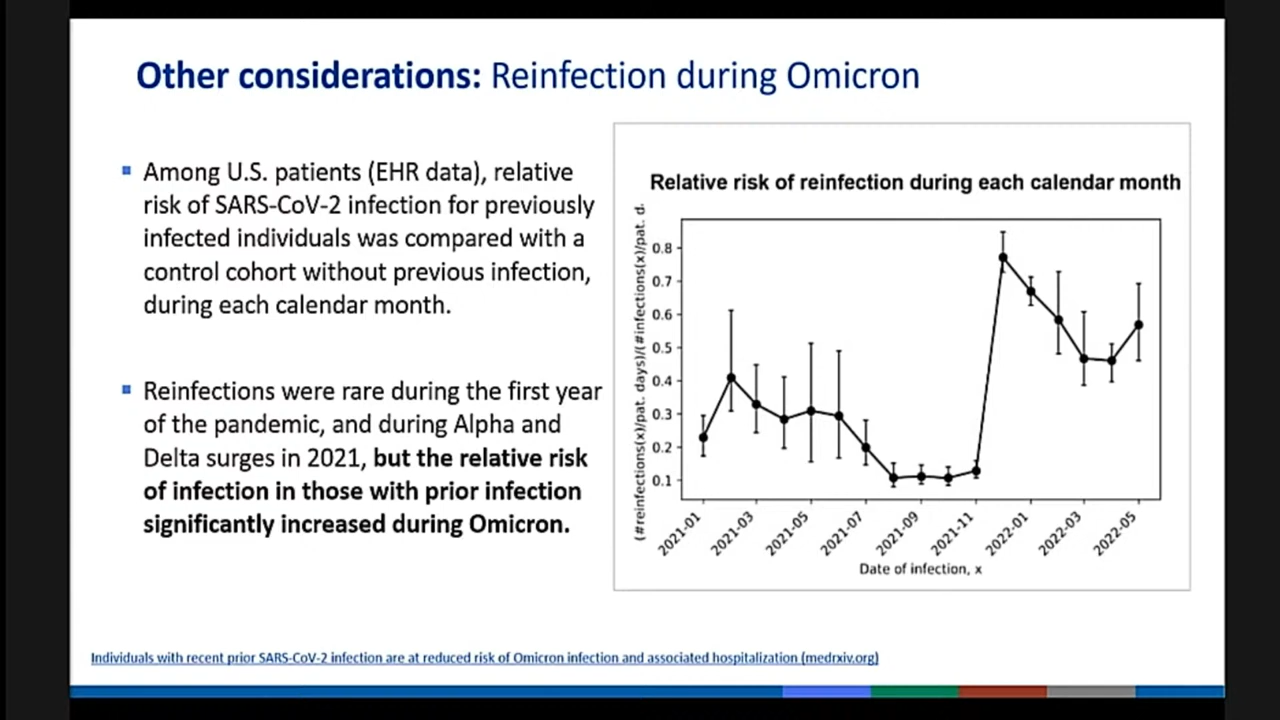 Other considerations: Reinfection during Omicron
Among U.S. patients (EHR data), relative
risk of SARS-CoV-2 infection for previously
infected individuals was compared with a
control cohort without previous infection,
during each calendar month.
Reinfections were rare during the first year
of the pandemic, and during Alpha and
Delta surges in 2021, but the relative risk
of infection in those with prior infection
significantly increased during Omicron.
Relative risk of reinfection during each calendar month
(#reinfections(x)/pat. days)/(#infections(x)/pat. d.
0.8
0.7
0.6
0.5
0.4
0.3
0.2
0.1
2021-01
2021-03
2021-05
2021-07
2021-09
2021-11
2022-01
2022-03
2022-05
Date of infection, x
Individuals with recent prior SARS-CoV-2 infection are at reduced risk of Omicron infection and associated hospitalization (medrxiv.org)